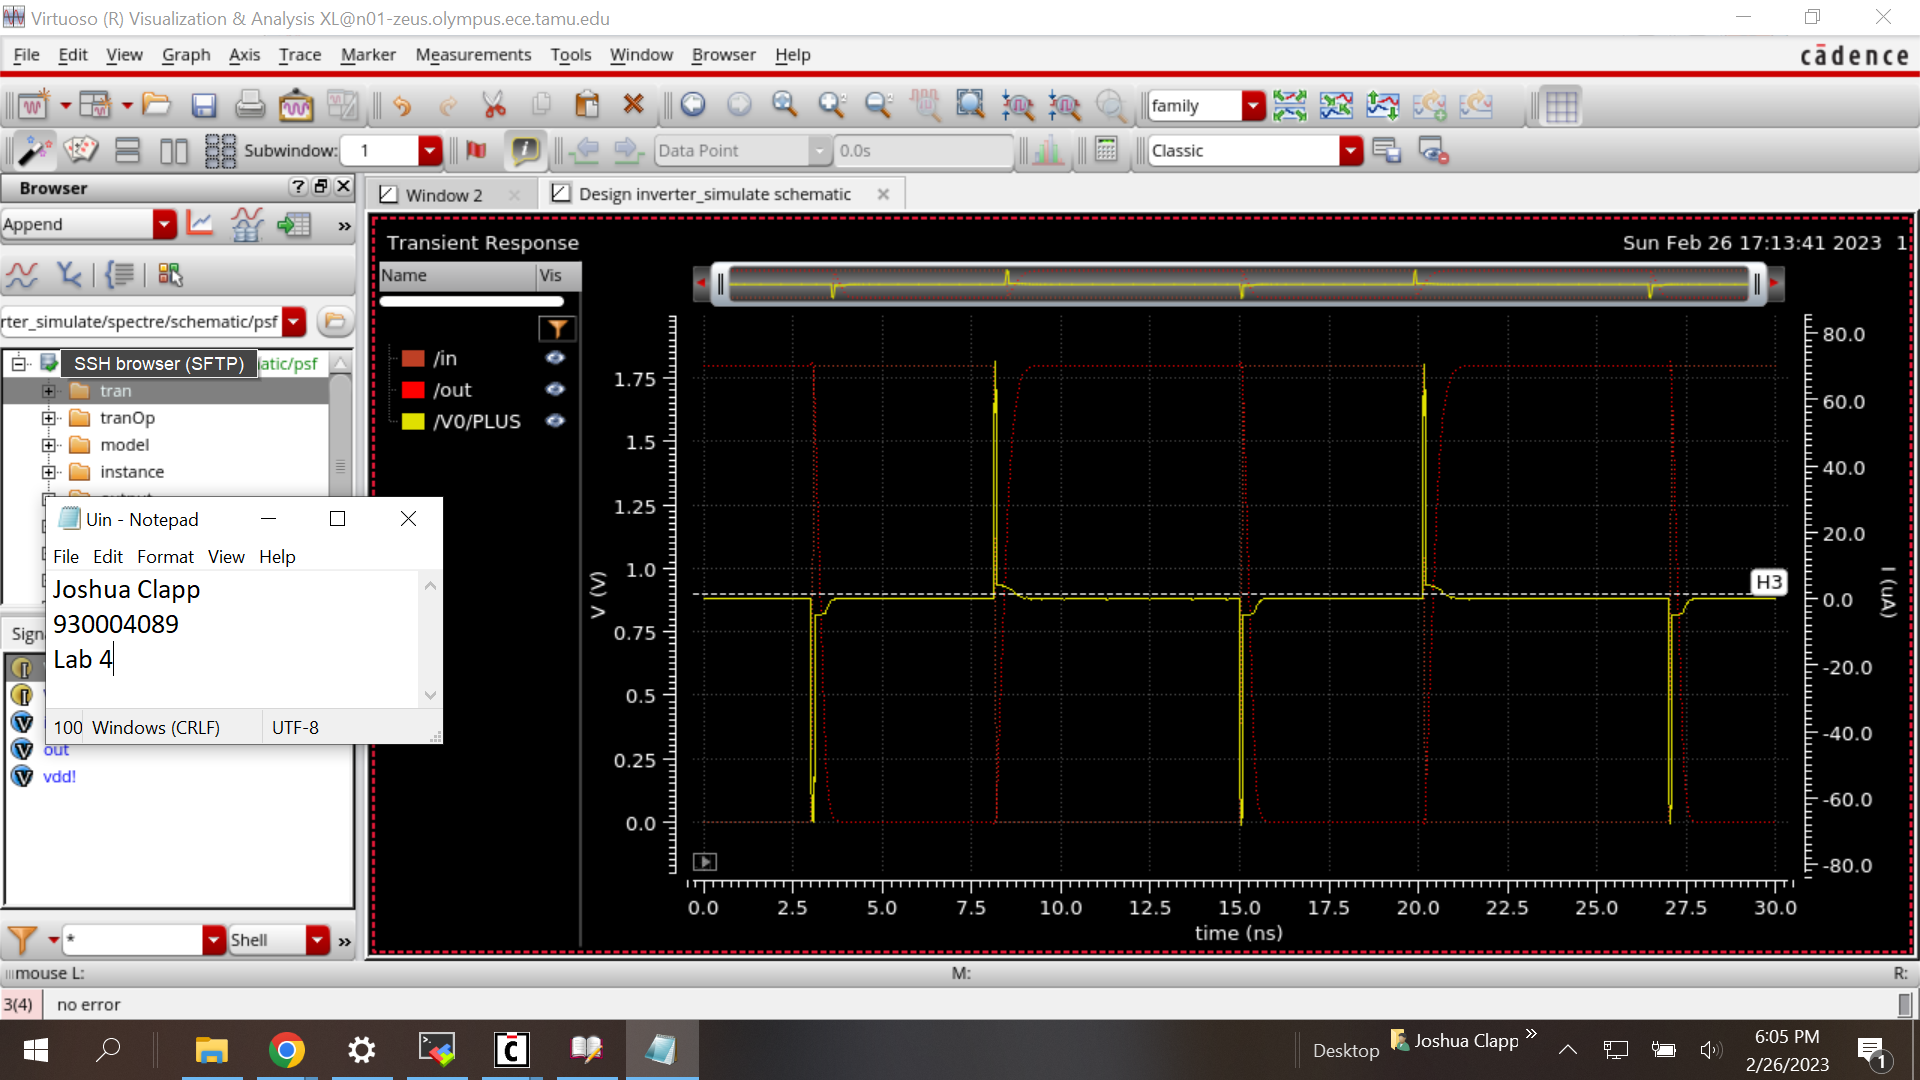 Virtuoso (R) Visualization & Analysis XL@n01-zeus.olympus.ece.tamu.edu
File Edit View Graph Axis Trace Marker Measurements Tools Window Browser Help
cādence
family
Subwindow: 1 Data Point 0.0s Classic
Browser
Window 2 Design inverter_simulate schematic
Append
Transient Response
Sun Feb 26 17:13:41 2023 1
Name Vis
rter_simulate/spectre/schematic/psf
SSH browser (SFTP) atic/psf
tran
tranOp
model
instance
/in
/out
/V0/PLUS
Uin - Notepad
File Edit Format View Help
Joshua Clapp
930004089
Lab 4
100 Windows (CRLF) UTF-8
Sign
out
vdd!
V (V)
1.75
1.5
1.25
1.0
0.75
0.5
0.25
0.0
H3
80.0
60.0
40.0
20.0
0.0
-20.0
-40.0
-60.0
-80.0
I (uA)
0.0 2.5 5.0 7.5 10.0 12.5 15.0 17.5 20.0 22.5 25.0 27.5 30.0
time (ns)
* Shell
mouse L: M: R:
3(4) no error
Desktop Joshua Clapp
6:05 PM
2/26/2023
1